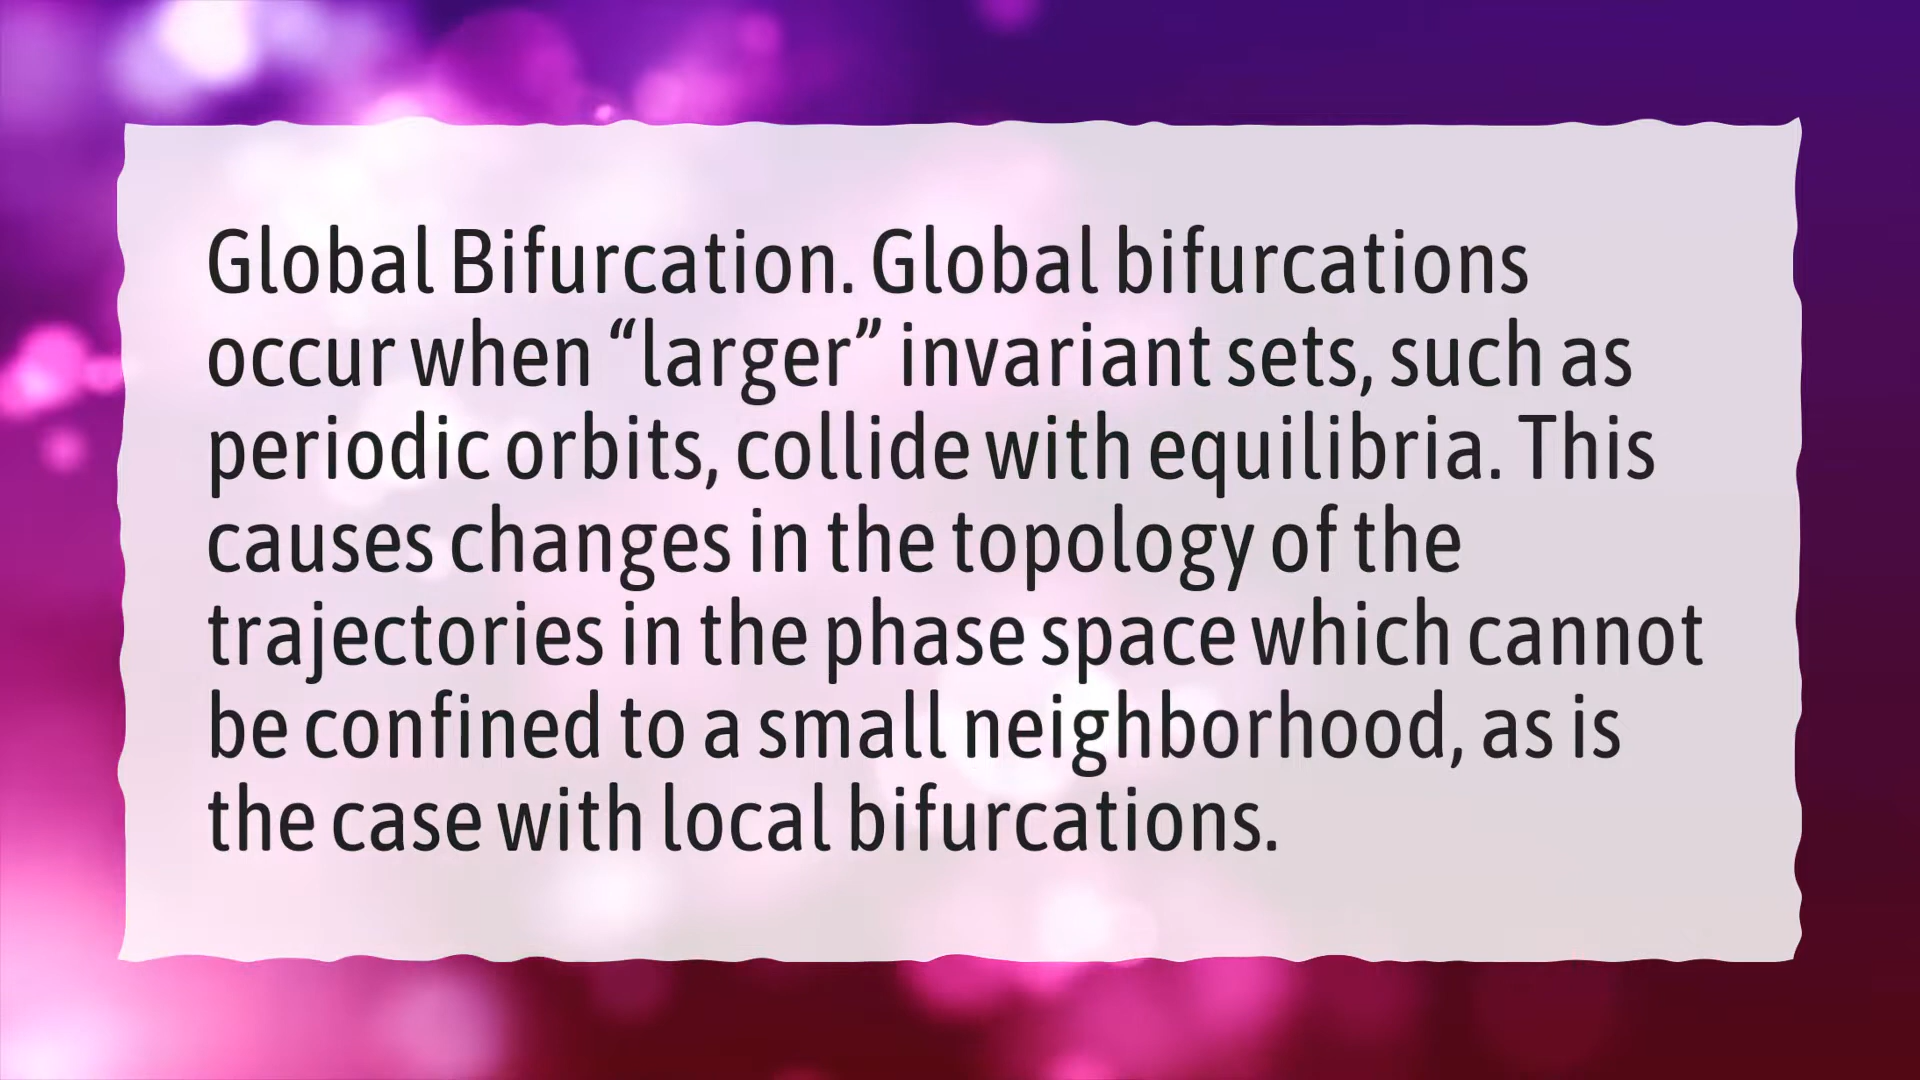 Global Bifurcation. Global bifurcations
occur when “larger” invariant sets, such as
periodic orbits, collide with equilibria. This
causes changes in the topology of the
trajectories in the phase space which cannot
be confined to a small neighborhood, as is
the case with local bifurcations.